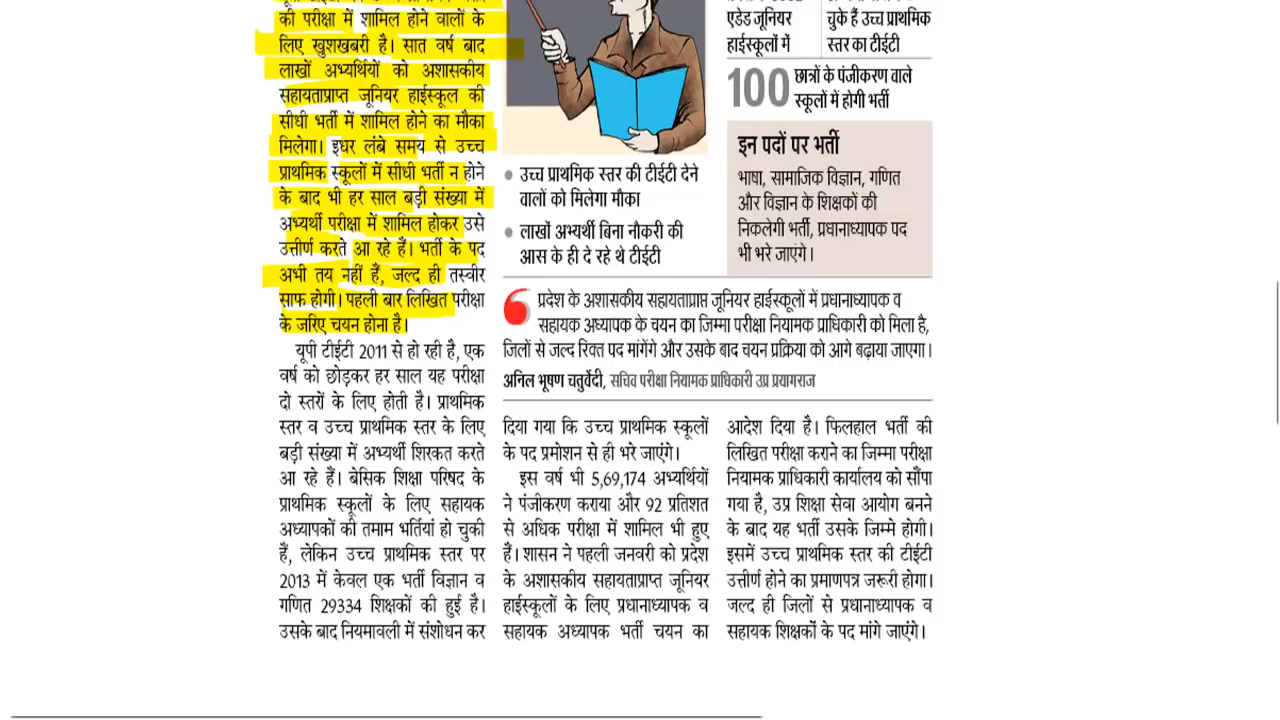 की परीक्षा में शामिल होने वालों के
लिए खुशखबरी है। सात वर्ष बाद
लाखों अभ्यर्थियों को अशासकीय
सहायताप्राप्त जूनियर हाईस्कूल की
सीधी भर्ती में शामिल होने का मौका
मिलेगा। इधर लंबे समय से उच्च
प्राथमिक स्कूलों में सीधी भर्ती न होने
के बाद भी हर साल बड़ी संख्या में
अभ्यर्थी परीक्षा में शामिल होकर उसे
उत्तीर्ण करते आ रहे हैं। भर्ती के पद
अभी तय नहीं हैं, जल्द ही तस्वीर
साफ होगी। पहली बार लिखित परीक्षा
के जरिए चयन होना है।
यूपी टीईटी 2011 से हो रही है, एक
वर्ष को छोड़कर हर साल यह परीक्षा
दो स्तरों के लिए होती है। प्राथमिक
स्तर व उच्च प्राथमिक स्तर के लिए
बड़ी संख्या में अभ्यर्थी शिरकत करते
आ रहे हैं। बेसिक शिक्षा परिषद के
प्राथमिक स्कूलों के लिए सहायक
अध्यापकों की तमाम भर्तियां हो चुकी
हैं, लेकिन उच्च प्राथमिक स्तर पर
2013 में केवल एक भर्ती विज्ञान व
गणित 29334 शिक्षकों की हुई है।
उसके बाद नियमावली में संशोधन कर
उच्च प्राथमिक स्तर की टीईटी देने
वालों को मिलेगा मौका
लाखों अभ्यर्थी बिना नौकरी की
आस के ही दे रहे थे टीईटी
एडेड जूनियर
हाईस्कूलों में
चुके हैं उच्च प्राथमिक
स्तर का टीईटी
100 छात्रों के पंजीकरण वाले
स्कूलों में होगी भर्ती
इन पदों पर भर्ती
भाषा, सामाजिक विज्ञान, गणित
और विज्ञान के शिक्षकों की
निकलेगी भर्ती, प्रधानाध्यापक पद
भी भरे जाएंगे।
प्रदेश के अशासकीय सहायताप्राप्त जूनियर हाईस्कूलों में प्रधानाध्यापक व
सहायक अध्यापक के चयन का जिम्मा परीक्षा नियामक प्राधिकारी को मिला है,
जिलों से जल्द रिक्त पद मांगेंगे और उसके बाद चयन प्रक्रिया को आगे बढ़ाया जाएगा।
अनिल भूषण चतुर्वेदी, सचिव परीक्षा नियामक प्राधिकारी उप्र प्रयागराज
दिया गया कि उच्च प्राथमिक स्कूलों
के पद प्रमोशन से ही भरे जाएंगे।
इस वर्ष भी 5,69,174 अभ्यर्थियों
ने पंजीकरण कराया और 92 प्रतिशत
से अधिक परीक्षा में शामिल भी हुए
हैं। शासन ने पहली जनवरी को प्रदेश
के अशासकीय सहायताप्राप्त जूनियर
हाईस्कूलों के लिए प्रधानाध्यापक व
सहायक अध्यापक भर्ती चयन का
आदेश दिया है। फिलहाल भर्ती की
लिखित परीक्षा कराने का जिम्मा परीक्षा
नियामक प्राधिकारी कार्यालय को सौंपा
गया है, उप्र शिक्षा सेवा आयोग बनने
के बाद यह भर्ती उसके जिम्मे होगी।
इसमें उच्च प्राथमिक स्तर की टीईटी
उत्तीर्ण होने का प्रमाणपत्र जरूरी होगा।
जल्द ही जिलों से प्रधानाध्यापक व
सहायक शिक्षकों के पद मांगे जाएंगे।